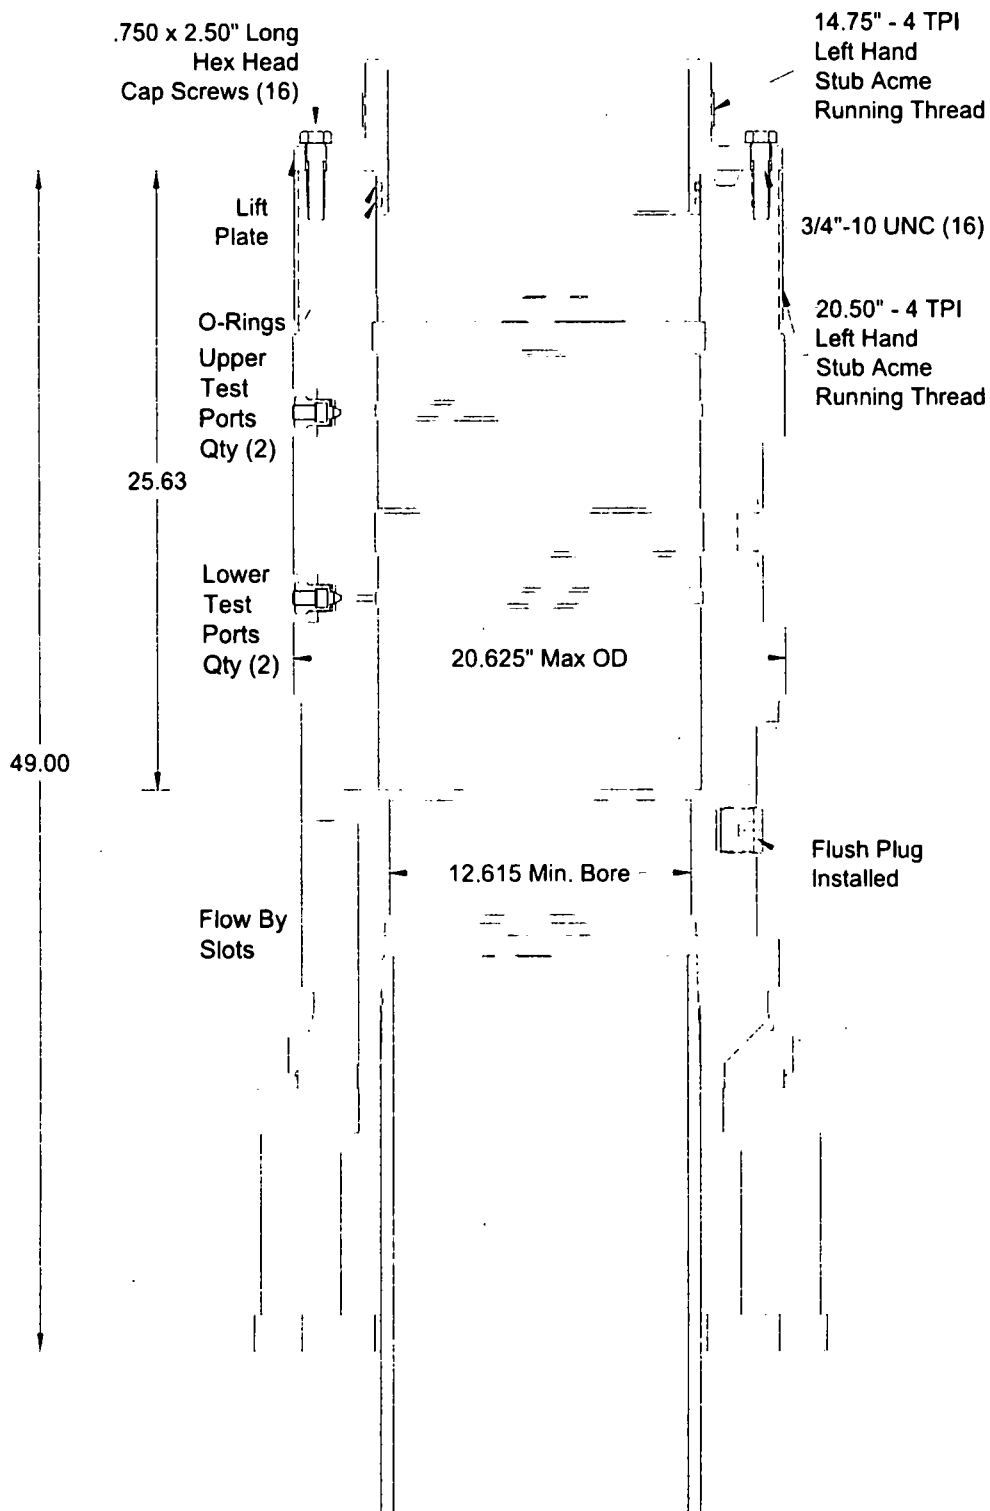 .750 x 2.50" Long
Hex Head
Cap Screws (16)
14.75" - 4 TPI
Left Hand
Stub Acme
Running Thread
Lift
Plate
3/4"-10 UNC (16)
O-Rings
20.50" - 4 TPI
Left Hand
Stub Acme
Running Thread
Upper
Test
Ports
Qty (2)
25.63
Lower
Test
Ports
Qty (2)
20.625" Max OD
49.00
12.615 Min. Bore
Flush Plug
Installed
Flow By
Slots